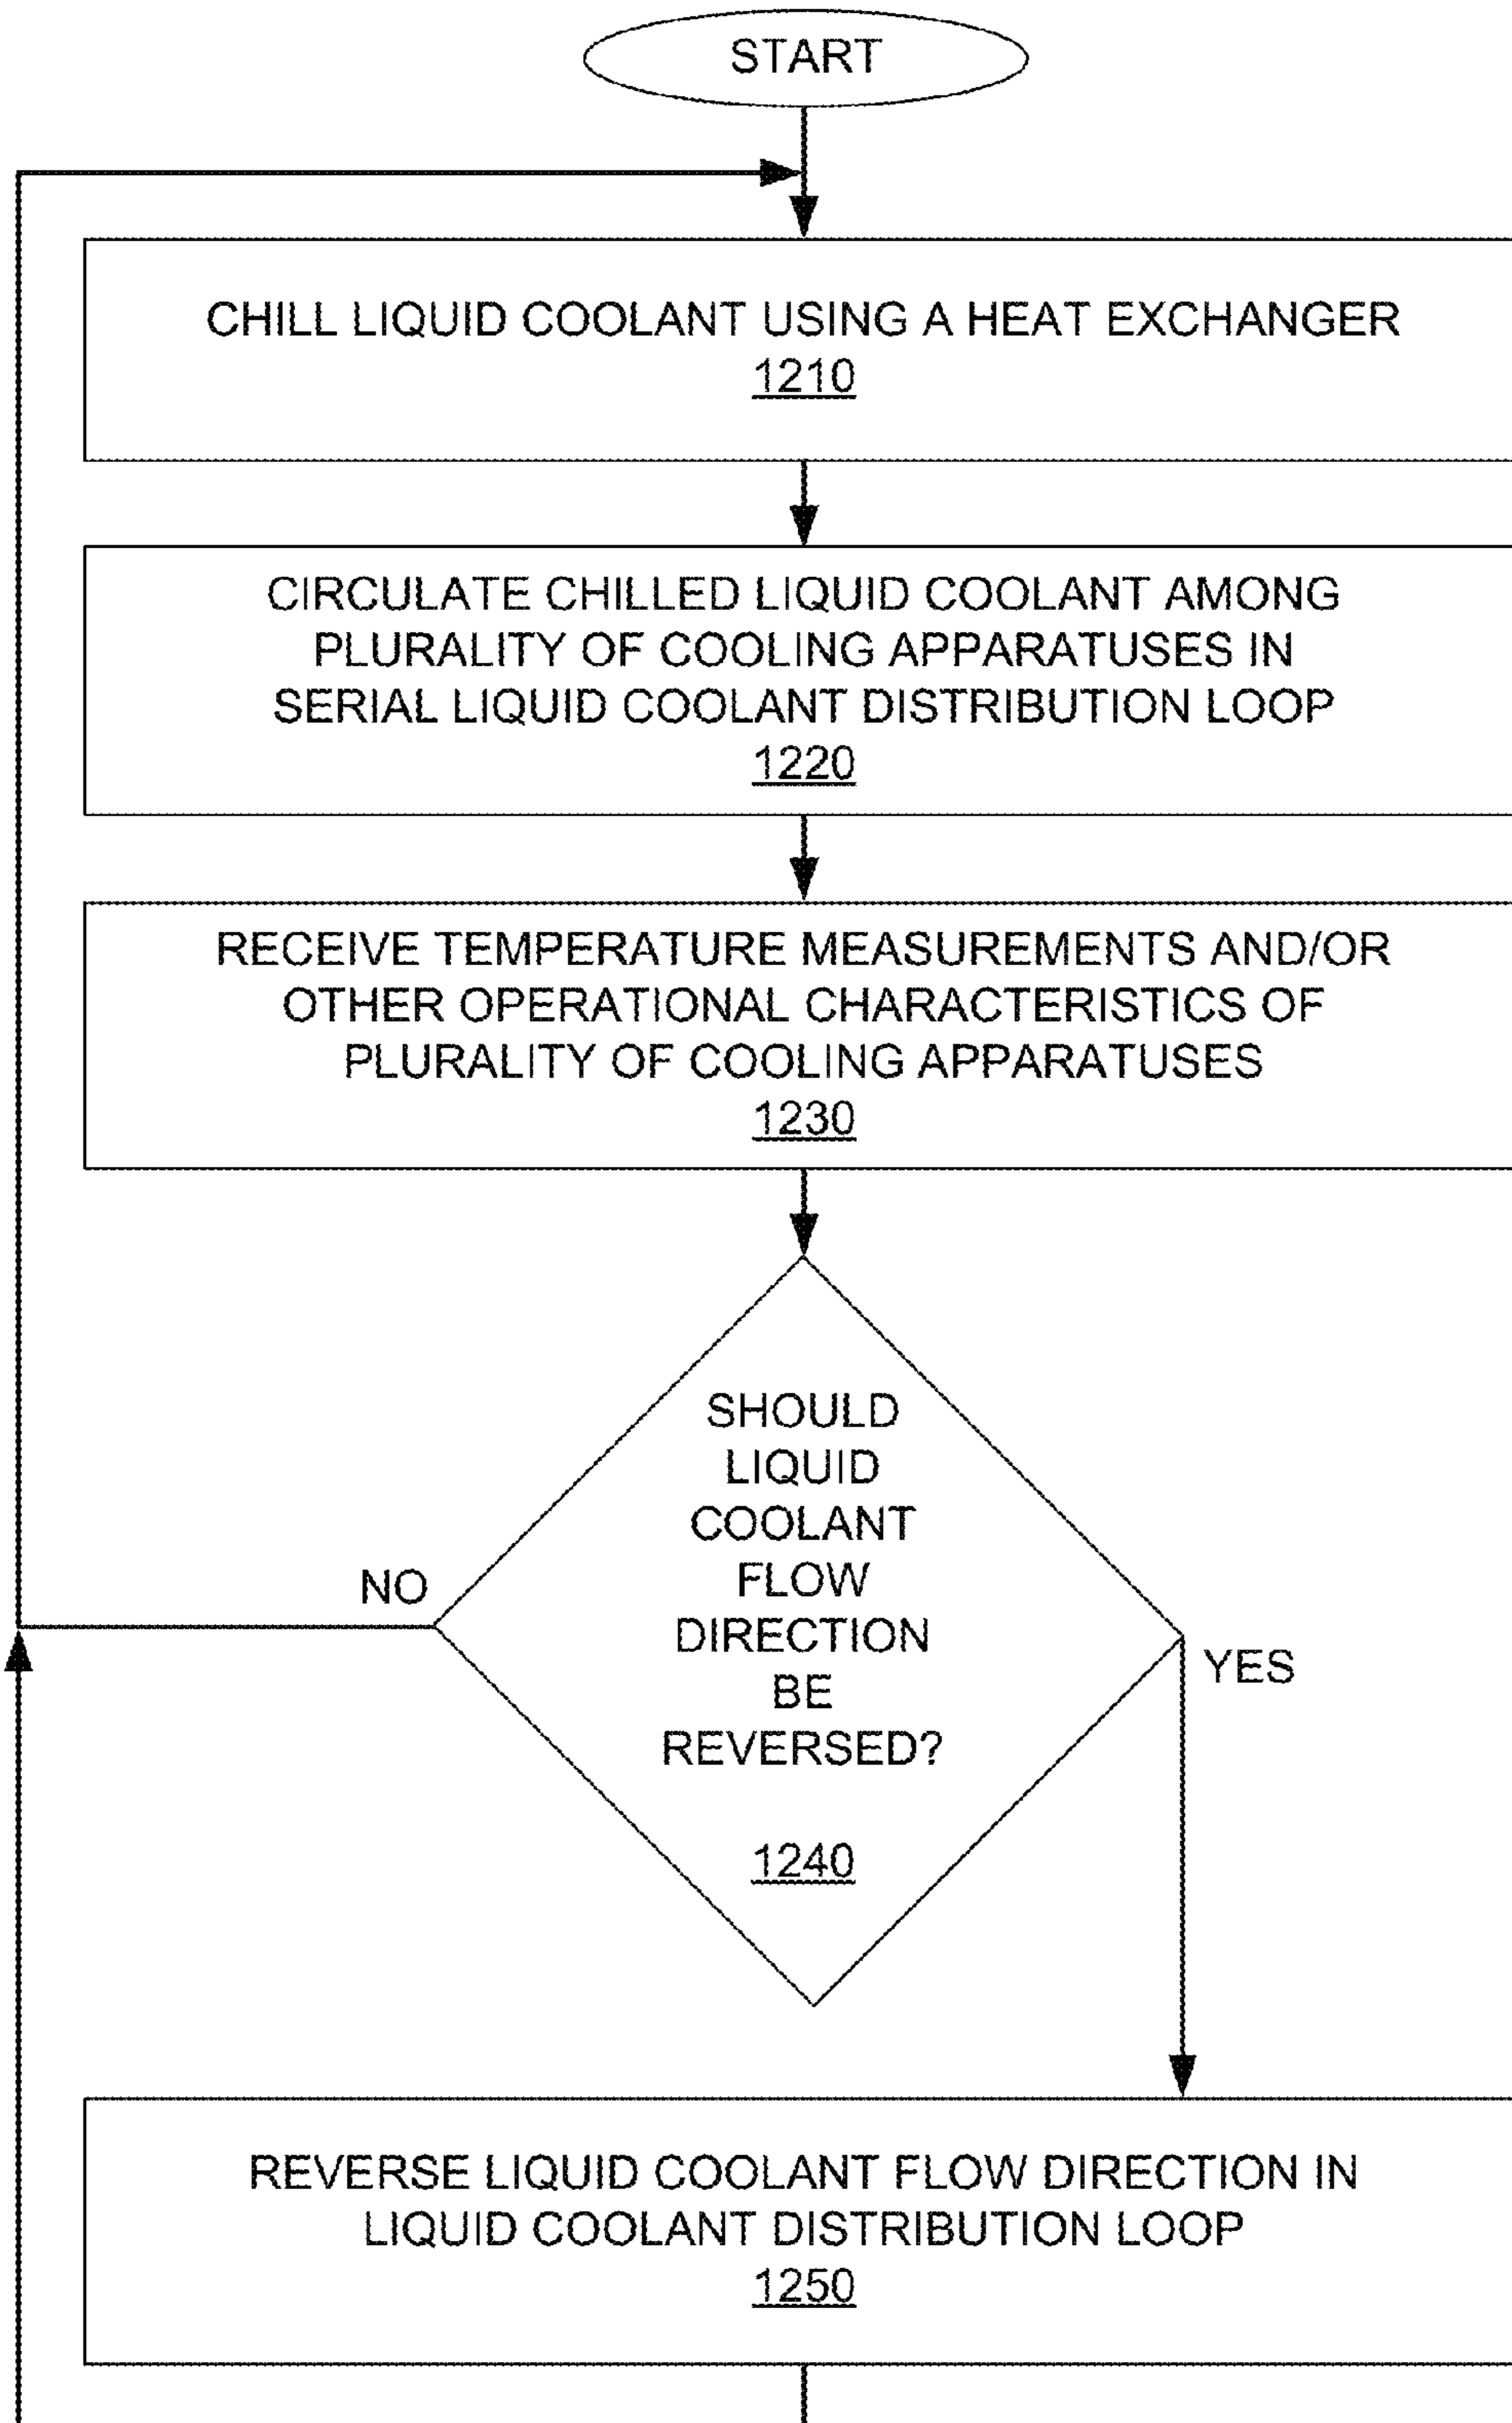 START
CHILL LIQUID COOLANT USING A HEAT EXCHANGER
1210
CIRCULATE CHILLED LIQUID COOLANT AMONG
PLURALITY OF COOLING APPARATUSES IN
SERIAL LIQUID COOLANT DISTRIBUTION LOOP
1220
RECEIVE TEMPERATURE MEASUREMENTS AND/OR
OTHER OPERATIONAL CHARACTERISTICS OF
PLURALITY OF COOLING APPARATUSES
1230
SHOULD
LIQUID
COOLANT
FLOW
DIRECTION
BE
REVERSED?
1240
NO
YES
REVERSE LIQUID COOLANT FLOW DIRECTION IN
LIQUID COOLANT DISTRIBUTION LOOP
1250